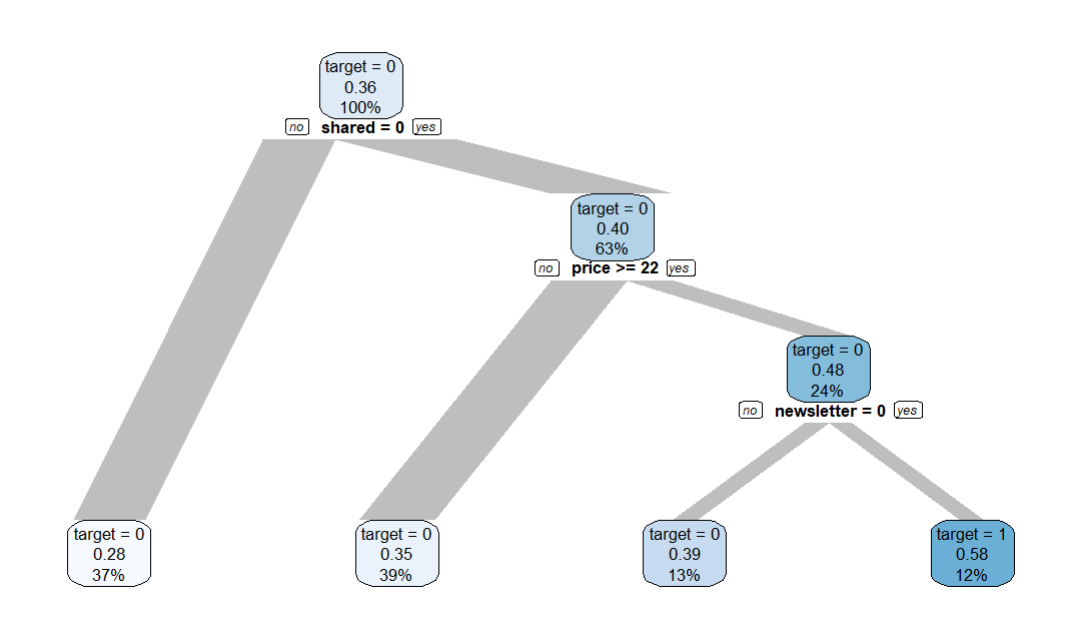 target = 0
0.36
100%
no shared = 0 yes
target = 0
0.40
63%
no price >= 22 yes
target = 0
0.48
24%
no newsletter = 0 yes
target = 0
0.28
37%
target = 0
0.35
39%
target = 0
0.39
13%
target = 1
0.58
12%